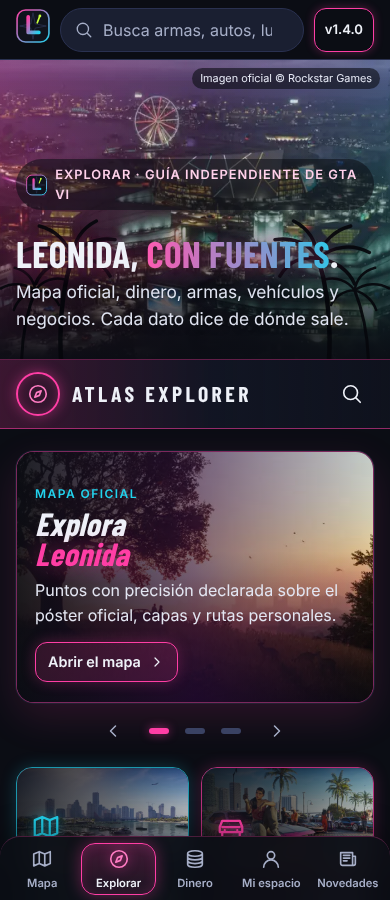 Busca armas, autos, lu
v1.4.0
Imagen oficial © Rockstar Games
EXPLORAR · GUÍA INDEPENDIENTE DE GTA
VI
LEONIDA, CON FUENTES.
Mapa oficial, dinero, armas, vehículos y
negocios. Cada dato dice de dónde sale.
ATLAS EXPLORER
MAPA OFICIAL
Explora
Leonida
Puntos con precisión declarada sobre el
póster oficial, capas y rutas personales.
Abrir el mapa
Mapa
Explorar
Dinero
Mi espacio
Novedades